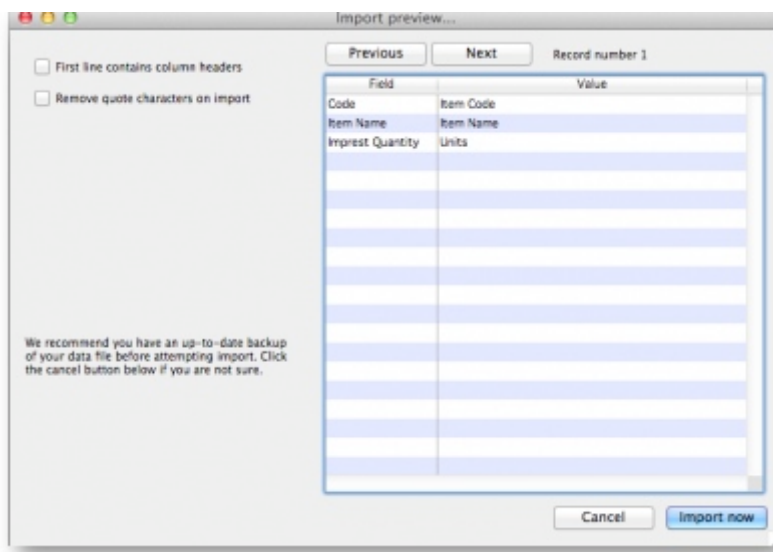 Import preview...
First line contains column headers
Remove quote characters on import
Previous Next Record number 1
Field Value
Code Item Code
Item Name Item Name
Imprest Quantity Units
We recommend you have an up-to-date backup
of your data file before attempting import. Click
the cancel button below if you are not sure.
Cancel Import now